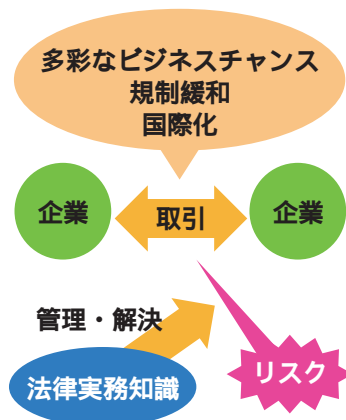 多彩なビジネスチャンス
規制緩和
国際化
企業
取引
企業
管理・解決
法律実務知識
リスク